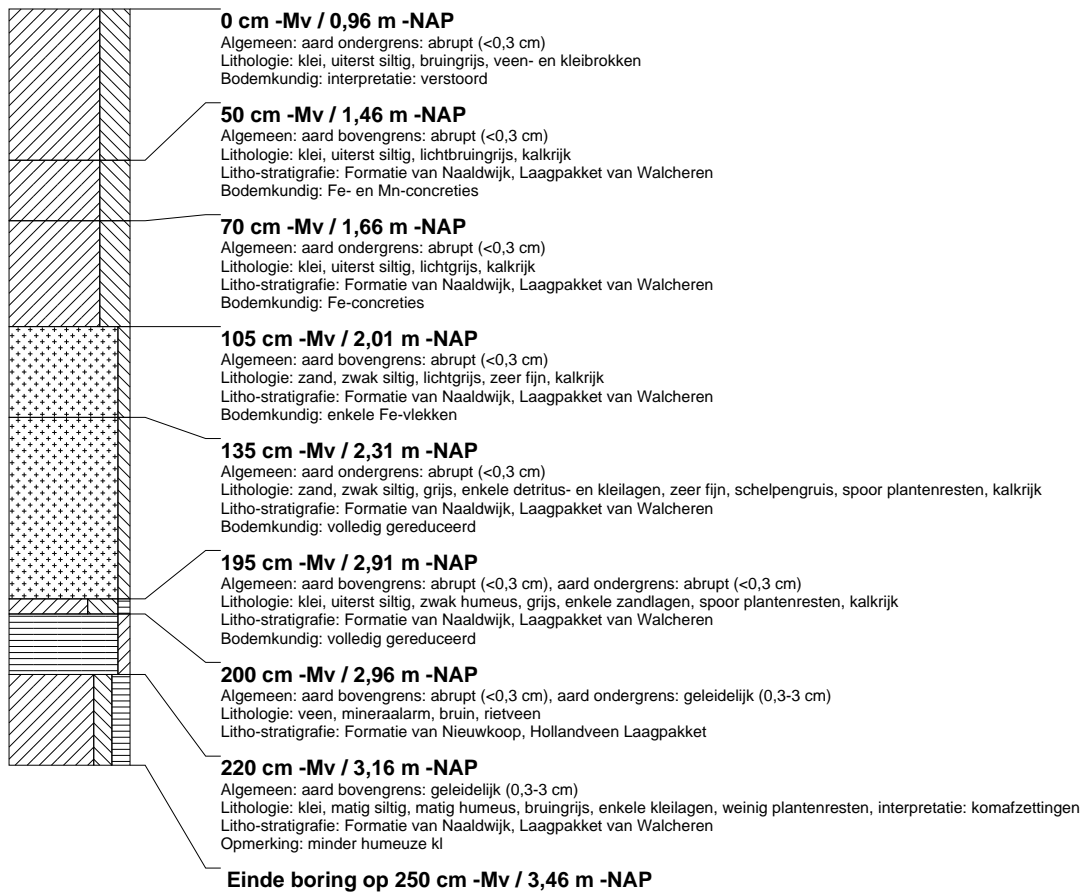 0 cm -Mv / 0,96 m -NAP
Algemeen: aard ondergrens: abrupt (<0,3 cm)
Lithologie: klei, uiterst siltig, bruingrijs, veen- en kleibrokken
Bodemkundig: interpretatie: verstoord
50 cm -Mv / 1,46 m -NAP
Algemeen: aard bovengrens: abrupt (<0,3 cm)
Lithologie: klei, uiterst siltig, lichtbruingrijs, kalkrijk
Litho-stratigrafie: Formatie van Naaldwijk, Laagpakket van Walcheren
Bodemkundig: Fe- en Mn-concreties
70 cm -Mv / 1,66 m -NAP
Algemeen: aard ondergrens: abrupt (<0,3 cm)
Lithologie: klei, uiterst siltig, lichtgrijs, kalkrijk
Litho-stratigrafie: Formatie van Naaldwijk, Laagpakket van Walcheren
Bodemkundig: Fe-concreties
105 cm -Mv / 2,01 m -NAP
Algemeen: aard bovengrens: abrupt (<0,3 cm)
Lithologie: zand, zwak siltig, lichtgrijs, zeer fijn, kalkrijk
Litho-stratigrafie: Formatie van Naaldwijk, Laagpakket van Walcheren
Bodemkundig: enkele Fe-vlekken
135 cm -Mv / 2,31 m -NAP
Algemeen: aard ondergrens: abrupt (<0,3 cm)
Lithologie: zand, zwak siltig, grijs, enkele detritus- en kleilagen, zeer fijn, schelpengruis, spoor plantenresten, kalkrijk
Litho-stratigrafie: Formatie van Naaldwijk, Laagpakket van Walcheren
Bodemkundig: volledig gereduceerd
195 cm -Mv / 2,91 m -NAP
Algemeen: aard bovengrens: abrupt (<0,3 cm), aard ondergrens: abrupt (<0,3 cm)
Lithologie: klei, uiterst siltig, zwak humeus, grijs, enkele zandlagen, spoor plantenresten, kalkrijk
Litho-stratigrafie: Formatie van Naaldwijk, Laagpakket van Walcheren
Bodemkundig: volledig gereduceerd
200 cm -Mv / 2,96 m -NAP
Algemeen: aard bovengrens: abrupt (<0,3 cm), aard ondergrens: geleidelijk (0,3-3 cm)
Lithologie: veen, mineraalarm, bruin, rietveen
Litho-stratigrafie: Formatie van Nieuwkoop, Hollandveen Laagpakket
220 cm -Mv / 3,16 m -NAP
Algemeen: aard bovengrens: geleidelijk (0,3-3 cm)
Lithologie: klei, matig siltig, matig humeus, bruingrijs, enkele kleilagen, weinig plantenresten, interpretatie: komafzettingen
Litho-stratigrafie: Formatie van Naaldwijk, Laagpakket van Walcheren
Opmerking: minder humeuze kl
Einde boring op 250 cm -Mv / 3,46 m -NAP